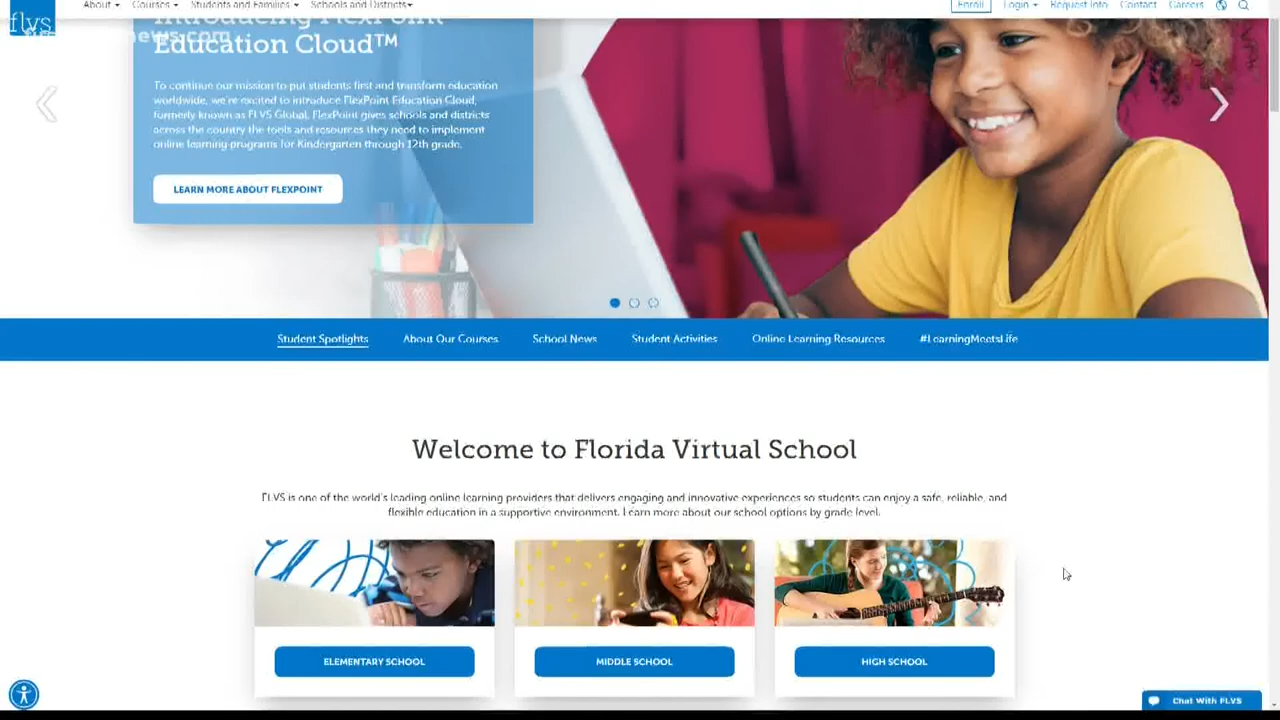 flvs
About
Courses
Students and Families
Schools and Districts
Enroll
Login
Request Info
Contact
Careers
news.com
Introducing FlexPoint
Education Cloud™
To continue our mission to put students first and transform education
worldwide, we're excited to introduce FlexPoint Education Cloud,
formerly known as FLVS Global. FlexPoint gives schools and districts
across the country the tools and resources they need to implement
online learning programs for Kindergarten through 12th grade.
LEARN MORE ABOUT FLEXPOINT
Student Spotlights
About Our Courses
School News
Student Activities
Online Learning Resources
#LearningMeetsLife
Welcome to Florida Virtual School
FLVS is one of the world's leading online learning providers that delivers engaging and innovative experiences so students can enjoy a safe, reliable, and
flexible education in a supportive environment. Learn more about our school options by grade level.
ELEMENTARY SCHOOL
MIDDLE SCHOOL
HIGH SCHOOL
Chat With FLVS